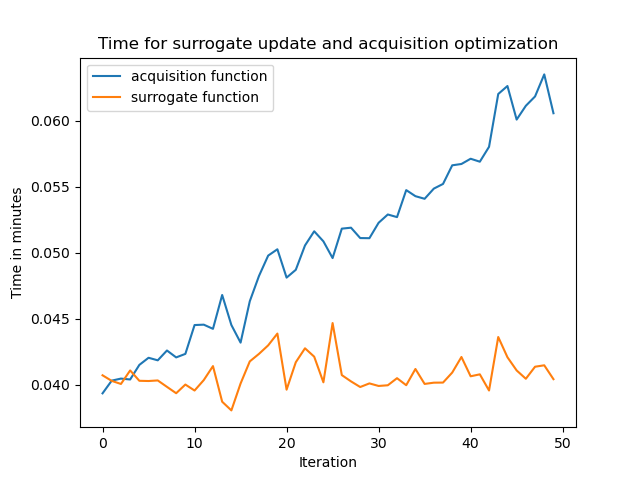 Time for surrogate update and acquisition optimization
acquisition function
surrogate function
0.060
0.055
0.050
0.045
0.040
Time in minutes
0 10 20 30 40 50
Iteration